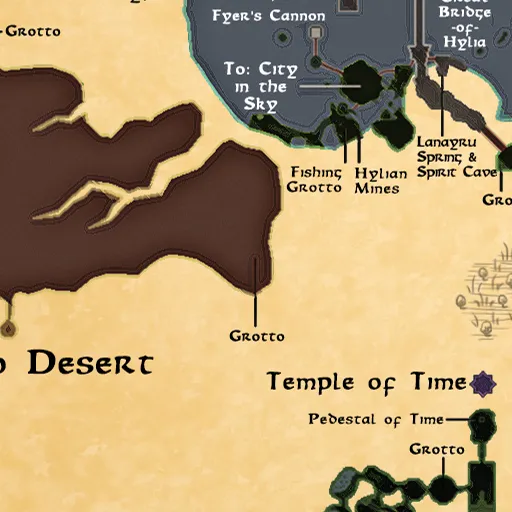 Fyer's Cannon
Great
Bridge
-of-
Hylia
-Grotto
To: City
in the
Sky
Fishing
Grotto
Hylian
Mines
Lanayru
Spring &
Spirit Cave
Gro
Grotto
Desert
Temple of Time
Pedestal of Time
Grotto